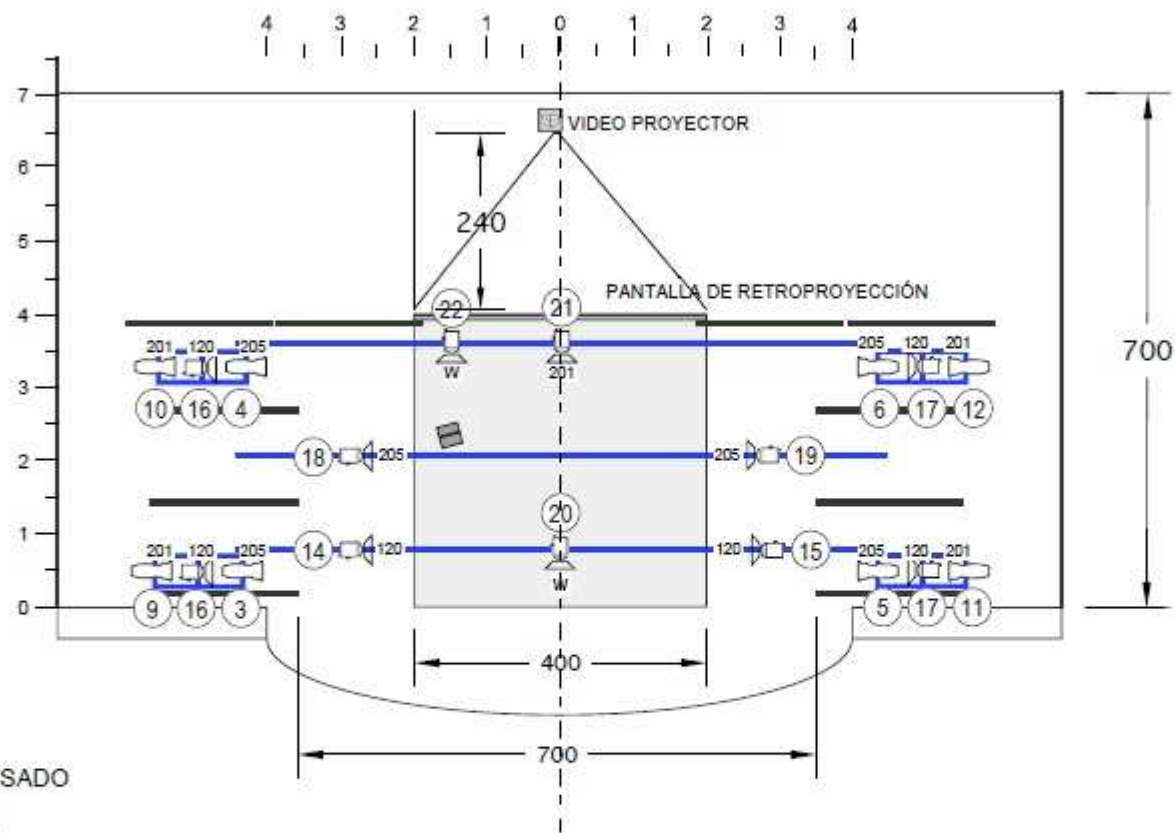 4 3 2 1 0 1 2 3 4
7
VIDEO PROYECTOR
6
240
5
PANTALLA DE RETROPROYECCIÓN
22 21
4
700
201 120 205 W 201 205 120 201
3
10 16 4 6 17 12
2
18 205 205 19
20
1
14 120 120 15
201 120 205 W 205 120 201
0
9 16 3 5 17 11
400
700
SADO